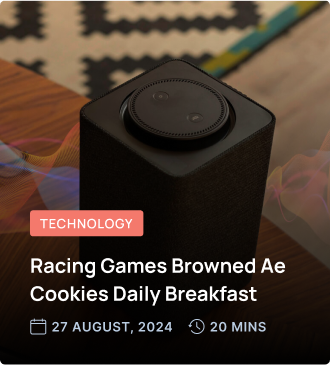 TECHNOLOGY
Racing Games Browned Ae
Cookies Daily Breakfast
27 AUGUST, 2024 20 MINS